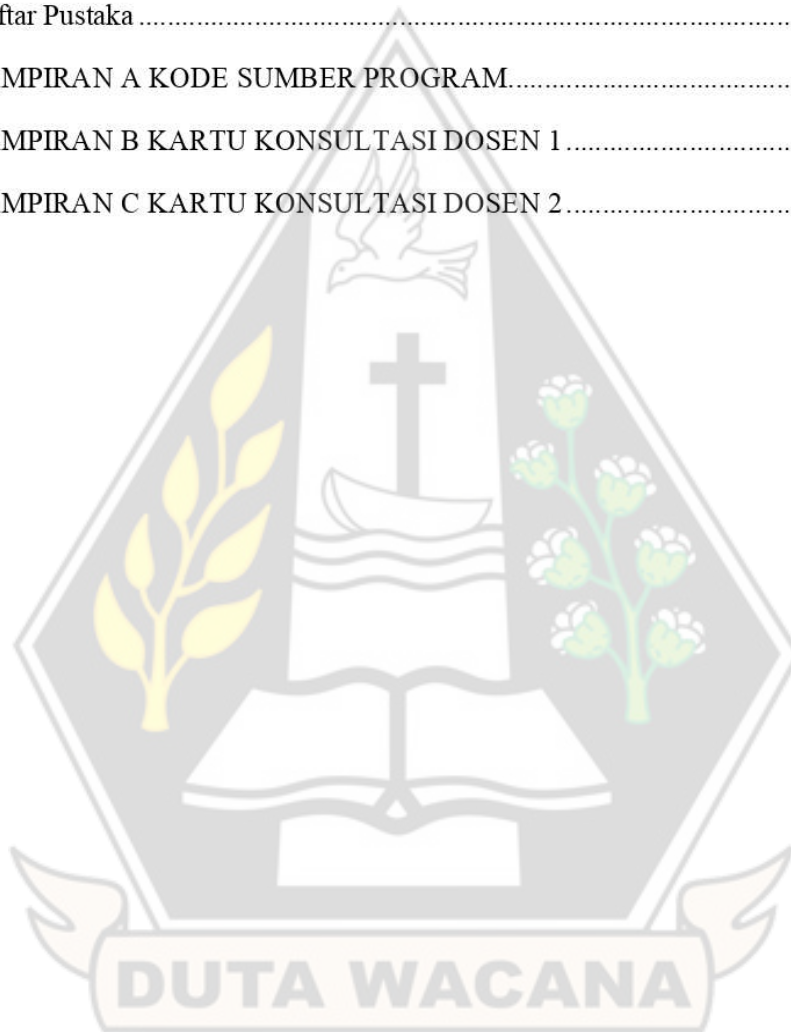 ftar Pustaka ........................................................................................
MPIRAN A KODE SUMBER PROGRAM.......................................
MPIRAN B KARTU KONSULTASI DOSEN 1 ...............................
MPIRAN C KARTU KONSULTASI DOSEN 2 ...............................
DUTA WACANA